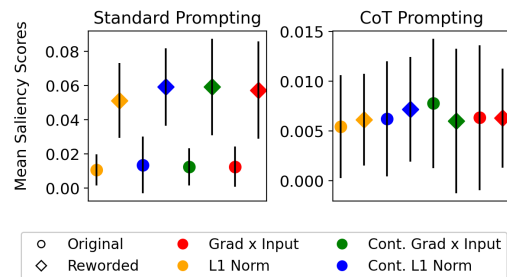 Standard Prompting
CoT Prompting
Mean Saliency Scores
0.08
0.06
0.04
0.02
0.00
0.015
0.010
0.005
0.000
Original
Grad x Input
Cont. Grad x Input
Reworded
L1 Norm
Cont. L1 Norm